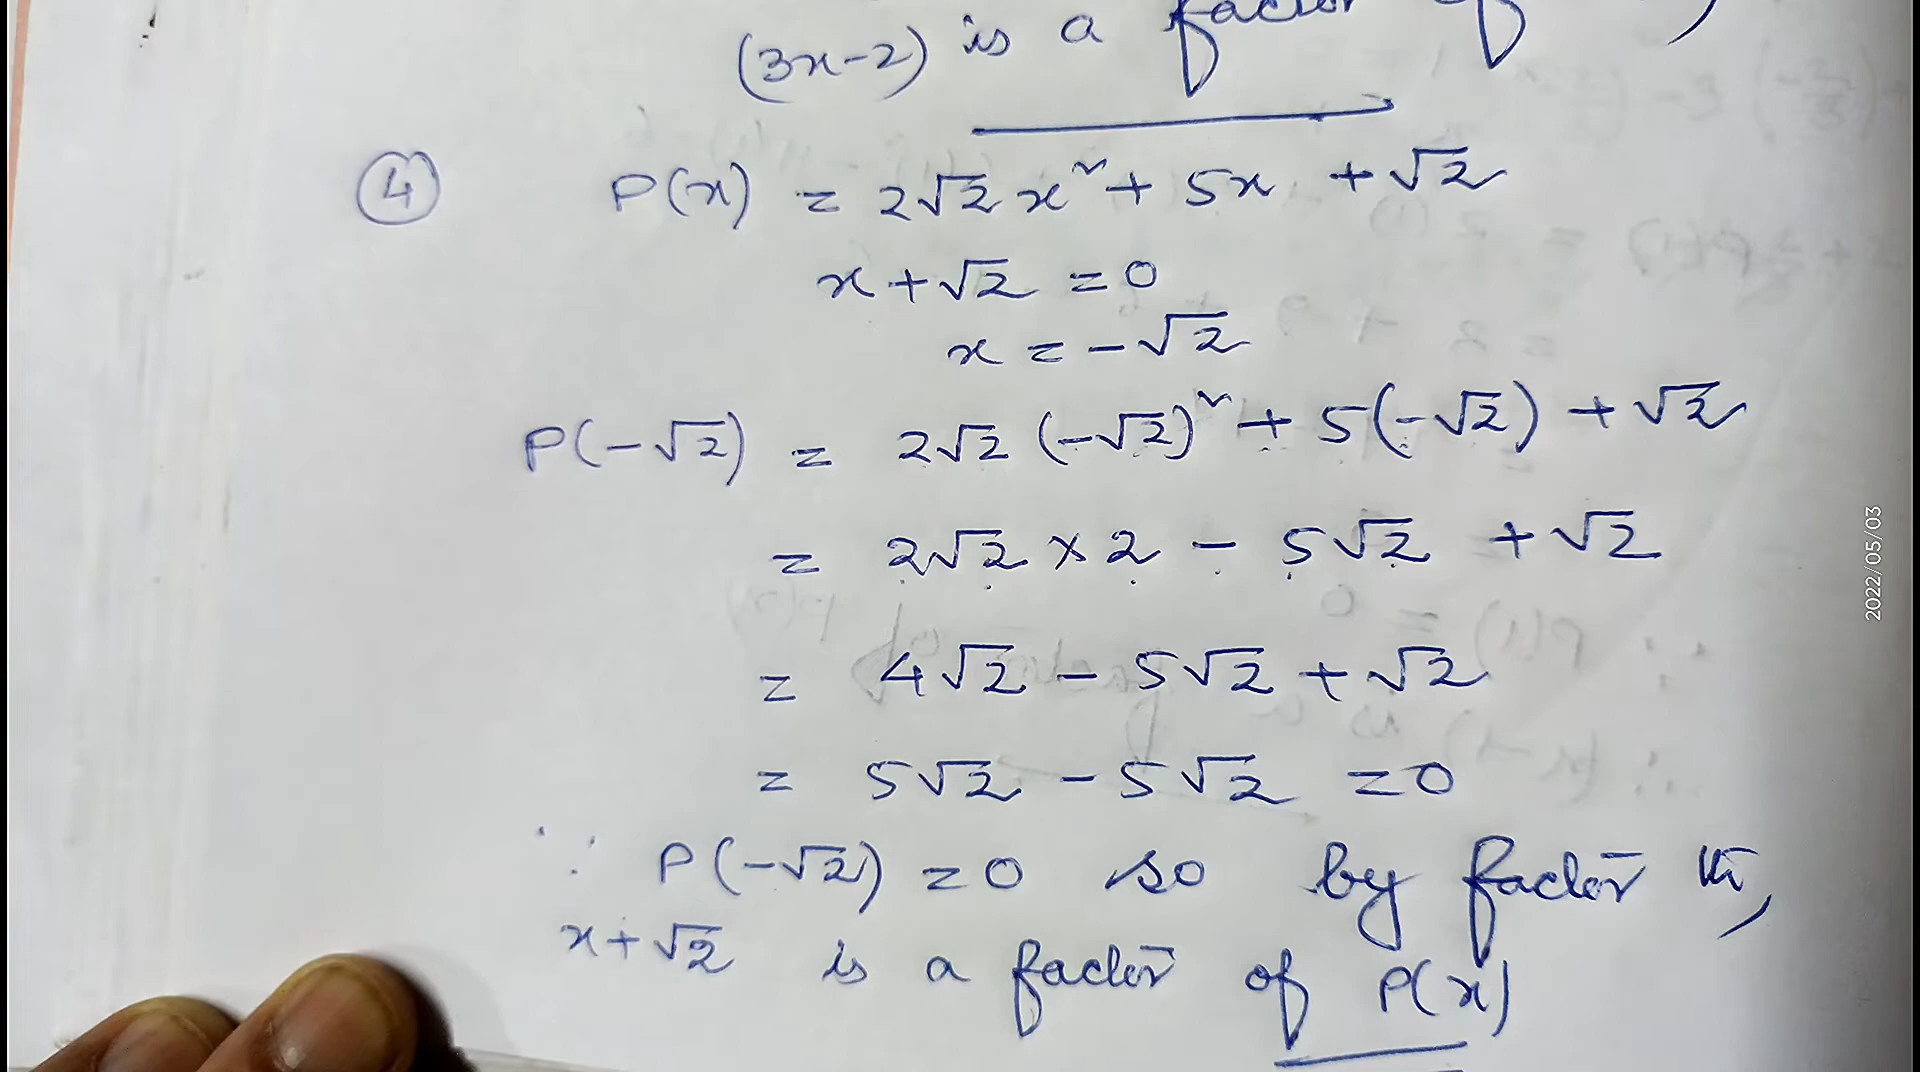 (3x-2) is a factor of
④ P(x) = 2√2 x² + 5x + √2
x + √2 = 0
x = -√2
P(-√2) = 2√2 (-√2)² + 5(-√2) + √2
= 2√2 × 2 - 5√2 + √2
= 4√2 - 5√2 + √2
= 5√2 - 5√2 = 0
∵ P(-√2) = 0 so by factor th,
x + √2 is a factor of P(x)
2022/05/03